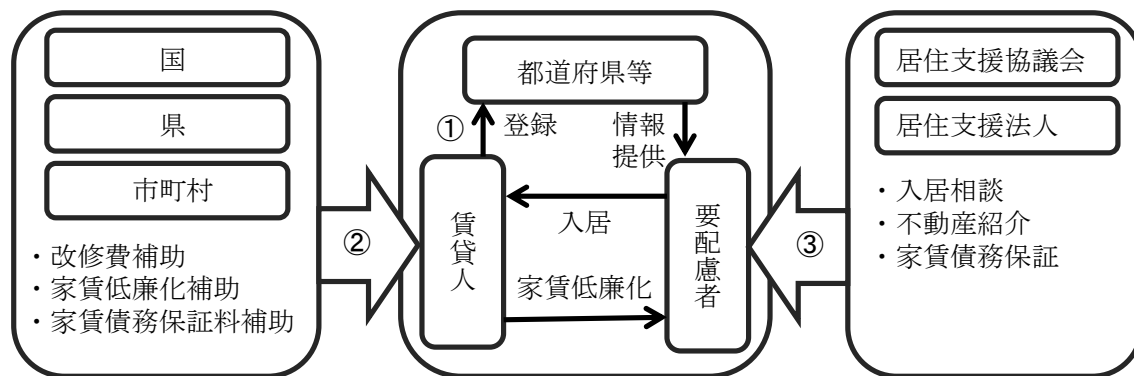 国
県
市町村
・改修費補助
・家賃低廉化補助
・家賃債務保証料補助
②
都道府県等
①
登録
情報
提供
賃貸人
入居
家賃低廉化
要配慮者
③
居住支援協議会
居住支援法人
・入居相談
・不動産紹介
・家賃債務保証